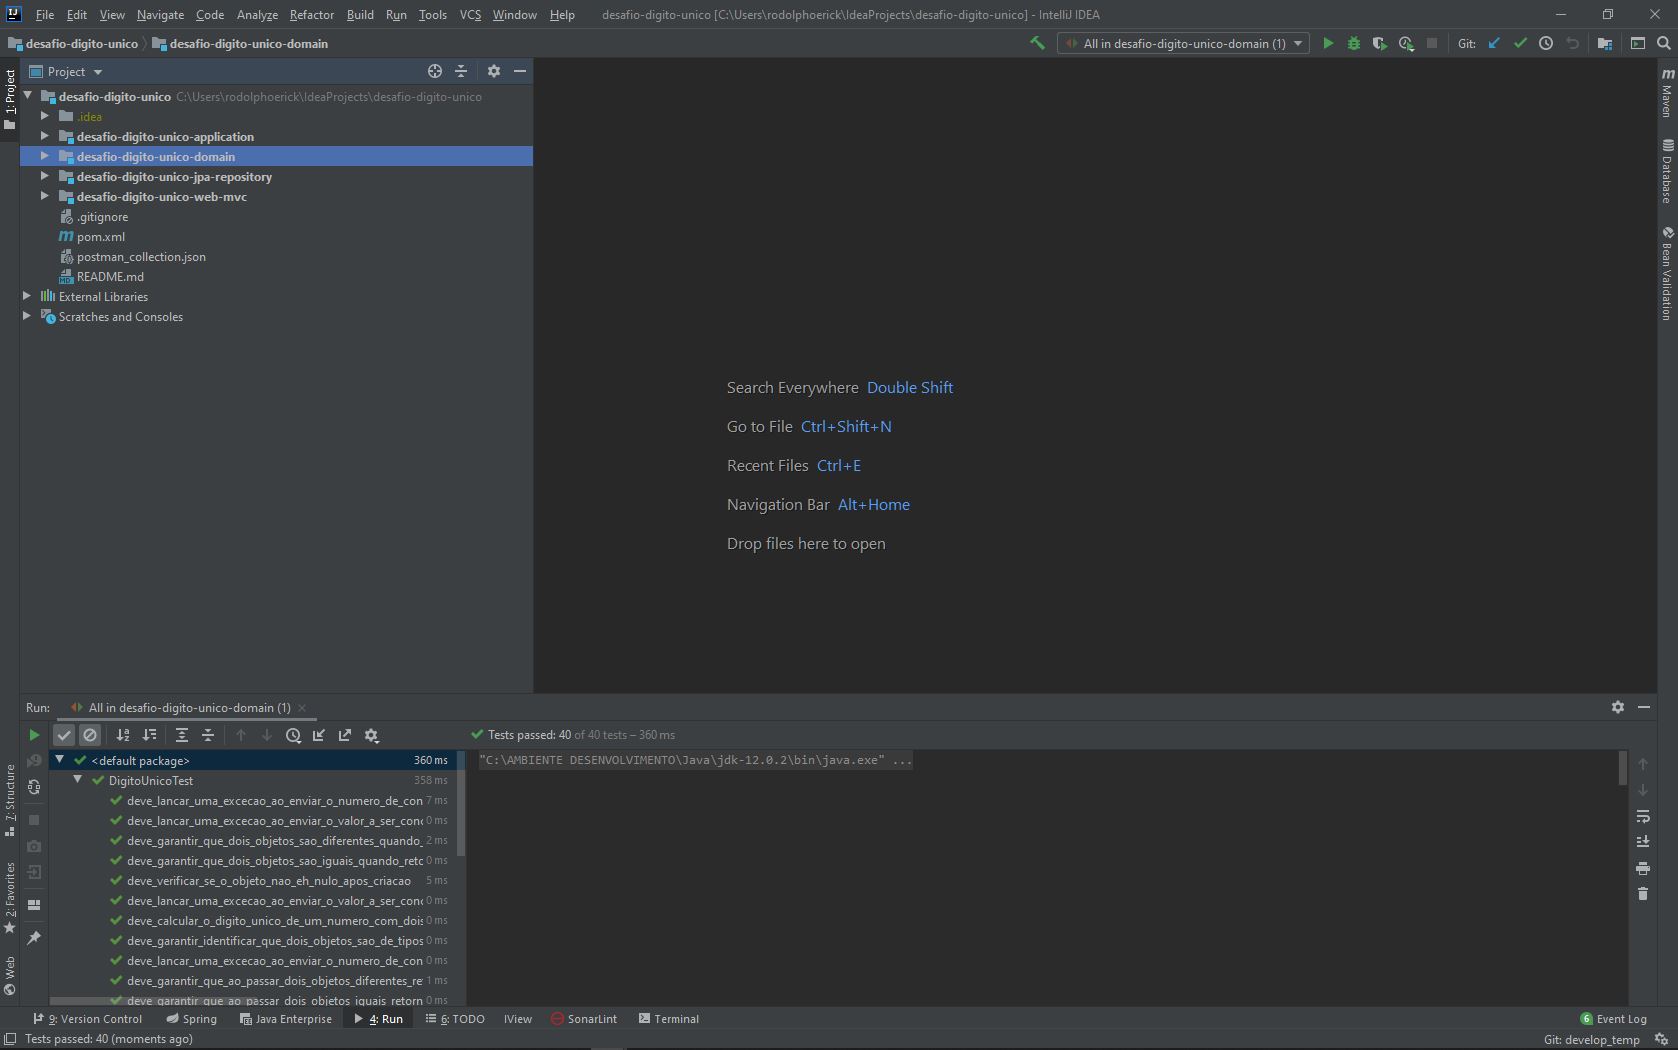 File Edit View Navigate Code Analyze Refactor Build Run Tools VCS Window Help desafio-digito-unico [C:\Users\rodolphoerick\IdeaProjects\desafio-digito-unico] - IntelliJ IDEA
desafio-digito-unico desafio-digito-unico-domain All in desafio-digito-unico-domain (1) Git:
1: Project
Project
desafio-digito-unico C:\Users\rodolphoerick\IdeaProjects\desafio-digito-unico
.idea
desafio-digito-unico-application
desafio-digito-unico-domain
desafio-digito-unico-jpa-repository
desafio-digito-unico-web-mvc
.gitignore
pom.xml
postman_collection.json
README.md
External Libraries
Scratches and Consoles
Search Everywhere Double Shift
Go to File Ctrl+Shift+N
Recent Files Ctrl+E
Navigation Bar Alt+Home
Drop files here to open
Maven
Database
Bean Validation
Run: All in desafio-digito-unico-domain (1)
Tests passed: 40 of 40 tests – 360 ms
<default package> 360 ms
"C:\AMBIENTE DESENVOLVIMENTO\Java\jdk-12.0.2\bin\java.exe" ...
DigitoUnicoTest 358 ms
deve_lancar_uma_excecao_ao_enviar_o_numero_de_con 7 ms
deve_lancar_uma_excecao_ao_enviar_o_valor_a_ser_conc 0 ms
deve_garantir_que_dois_objetos_sao_diferentes_quando_ 2 ms
deve_garantir_que_dois_objetos_sao_iguais_quando_reto 0 ms
deve_verificar_se_o_objeto_nao_eh_nulo_apos_criacao 5 ms
deve_lancar_uma_excecao_ao_enviar_o_valor_a_ser_conc 0 ms
deve_calcular_o_digito_unico_de_um_numero_com_dois 0 ms
deve_garantir_identificar_que_dois_objetos_sao_de_tipos 0 ms
deve_lancar_uma_excecao_ao_enviar_o_numero_de_con 0 ms
deve_garantir_que_ao_passar_dois_objetos_diferentes_re 1 ms
deve_garantir_que_ao_passar_dois_objetos_iguais_retorn 0 ms
7: Structure
2: Favorites
Web
9: Version Control Spring Java Enterprise 4: Run 6: TODO IView SonarLint Terminal 6 Event Log
Tests passed: 40 (moments ago) Git: develop_temp